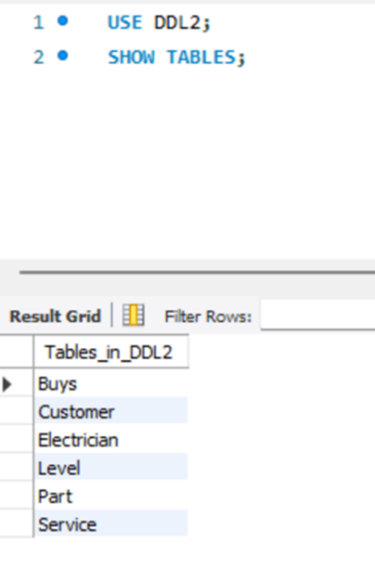 1 USE DDL2;
2 SHOW TABLES;
Result Grid Filter Rows:
Tables_in_DDL2
Buys
Customer
Electrician
Level
Part
Service